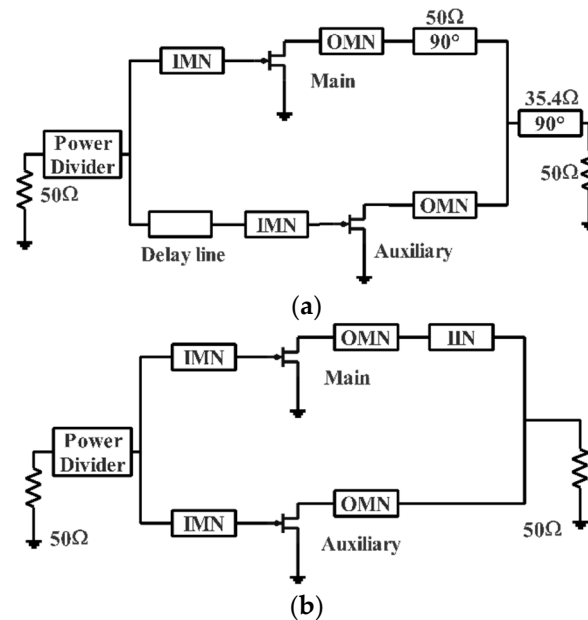 50Ω
OMN
90°
IMN
Main
35.4Ω
90°
Power
Divider
50Ω
50Ω
OMN
Delay line
IMN
Auxiliary
(a)
OMN
IIN
IMN
Main
Power
Divider
OMN
50Ω
IMN
Auxiliary
50Ω
(b)